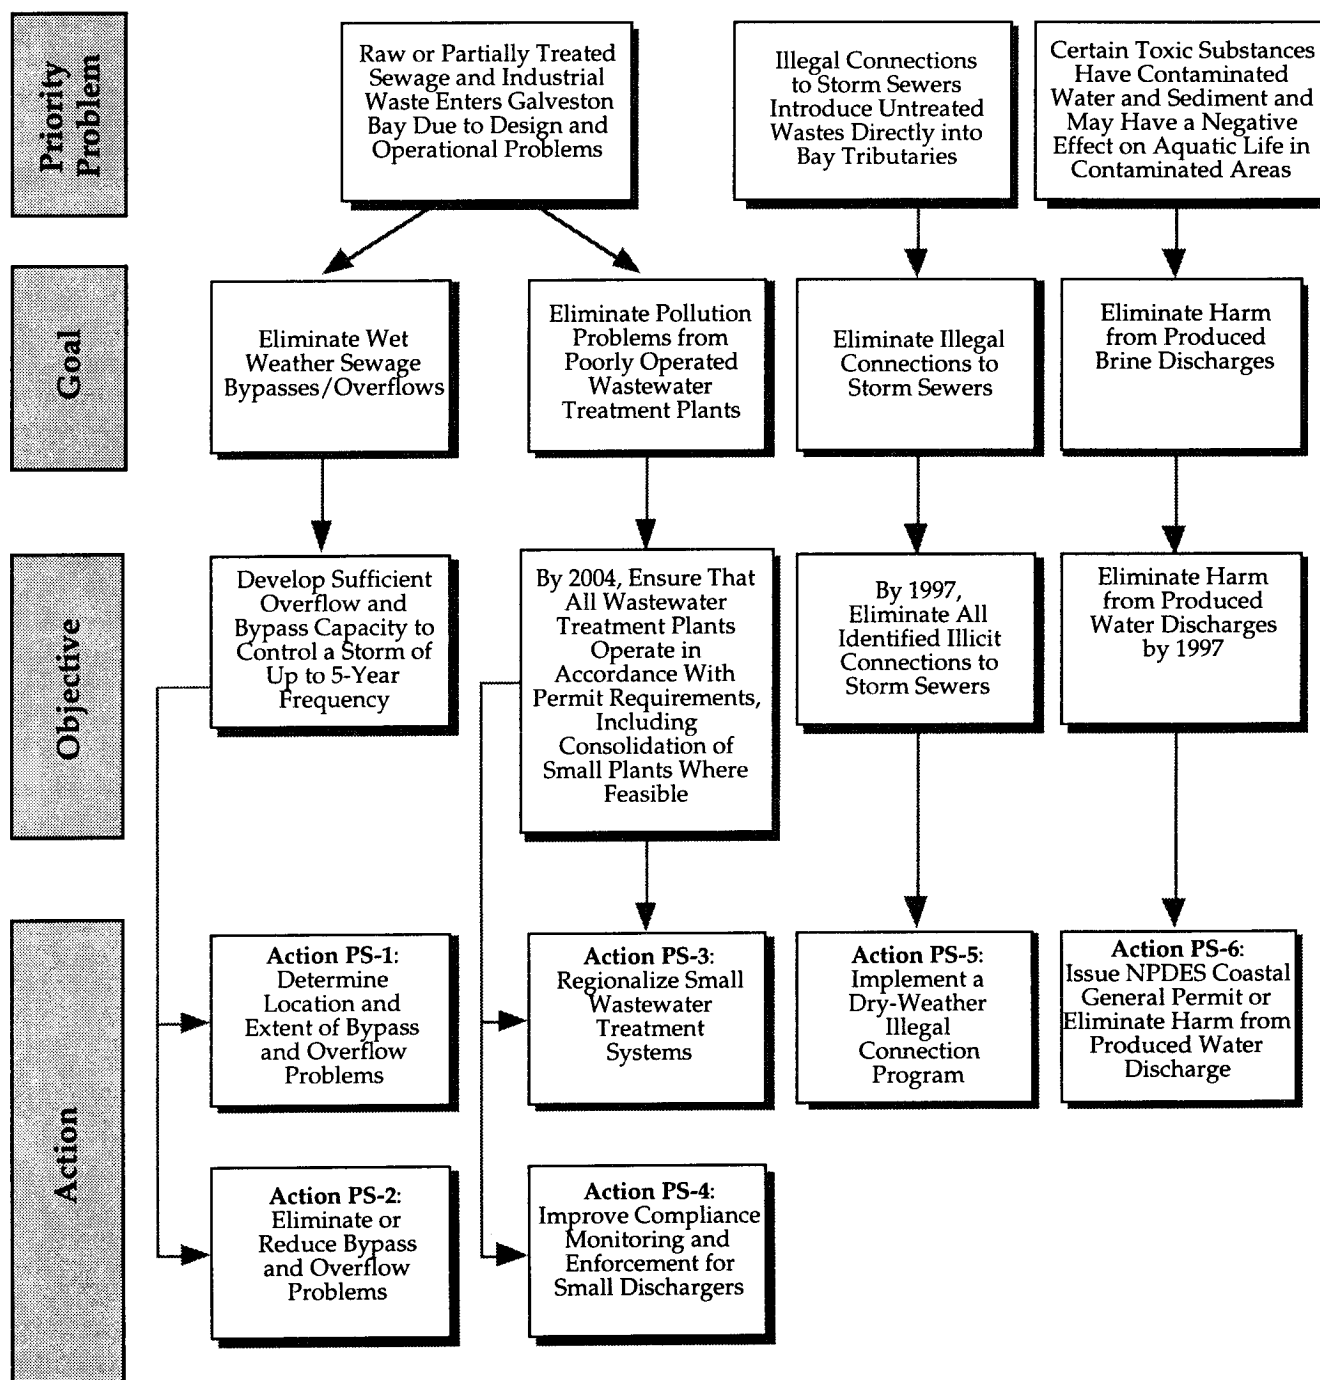 Priority
Problem
Raw or Partially Treated
Sewage and Industrial
Waste Enters Galveston
Bay Due to Design and
Operational Problems
Illegal Connections
to Storm Sewers
Introduce Untreated
Wastes Directly into
Bay Tributaries
Certain Toxic Substances
Have Contaminated
Water and Sediment and
May Have a Negative
Effect on Aquatic Life in
Contaminated Areas
Goal
Eliminate Wet
Weather Sewage
Bypasses/Overflows
Eliminate Pollution
Problems from
Poorly Operated
Wastewater
Treatment Plants
Eliminate Illegal
Connections to
Storm Sewers
Eliminate Harm
from Produced
Brine Discharges
Objective
Develop Sufficient
Overflow and
Bypass Capacity to
Control a Storm of
Up to 5-Year
Frequency
By 2004, Ensure That
All Wastewater
Treatment Plants
Operate in
Accordance With
Permit Requirements,
Including
Consolidation of
Small Plants Where
Feasible
By 1997,
Eliminate All
Identified Illicit
Connections to
Storm Sewers
Eliminate Harm
from Produced
Water Discharges
by 1997
Action
Action PS-1:
Determine
Location and
Extent of Bypass
and Overflow
Problems
Action PS-3:
Regionalize Small
Wastewater
Treatment
Systems
Action PS-5:
Implement a
Dry-Weather
Illegal
Connection
Program
Action PS-6:
Issue NPDES Coastal
General Permit or
Eliminate Harm from
Produced Water
Discharge
Action PS-2:
Eliminate or
Reduce Bypass
and Overflow
Problems
Action PS-4:
Improve Compliance
Monitoring and
Enforcement for
Small Dischargers